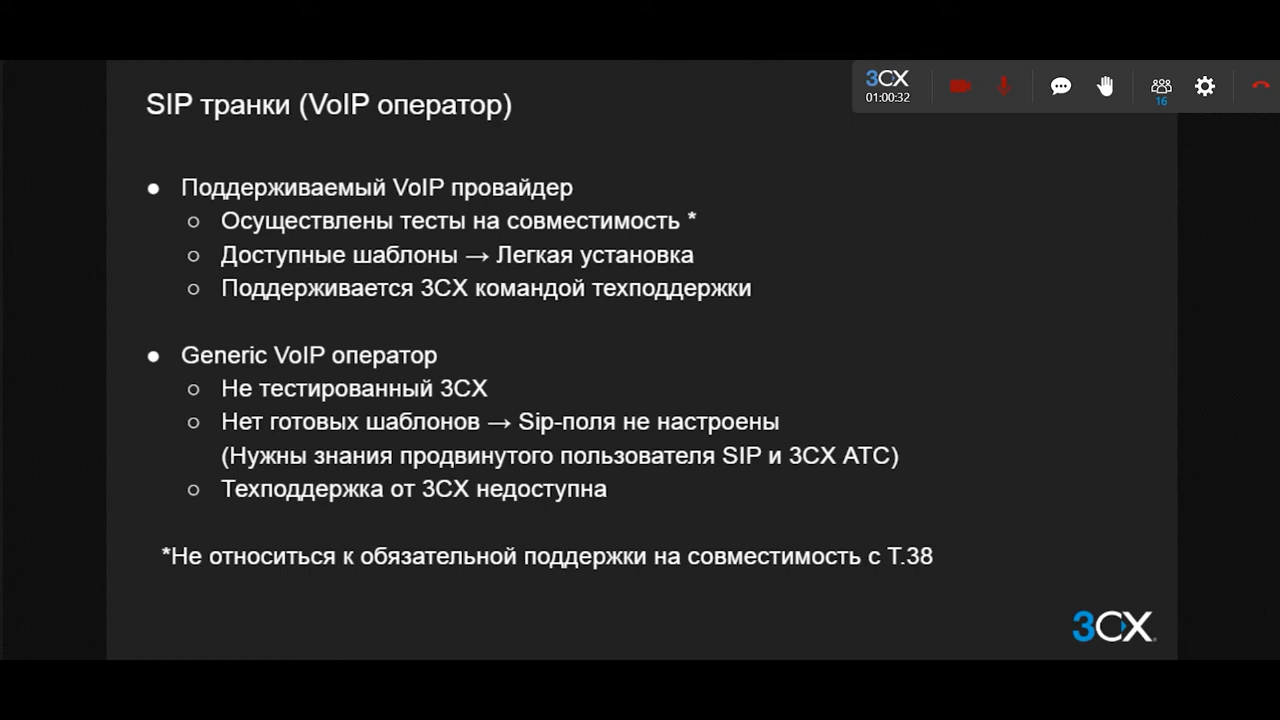 3CX
01:00:32
16
SIP транки (VoIP оператор)
● Поддерживаемый VoIP провайдер
○ Осуществлены тесты на совместимость *
○ Доступные шаблоны → Легкая установка
○ Поддерживается 3CX командой техподдержки
● Generic VoIP оператор
○ Не тестированный 3CX
○ Нет готовых шаблонов → Sip-поля не настроены
(Нужны знания продвинутого пользователя SIP и 3CX АТС)
○ Техподдержка от 3CX недоступна
*Не относиться к обязательной поддержки на совместимость с T.38
3CX